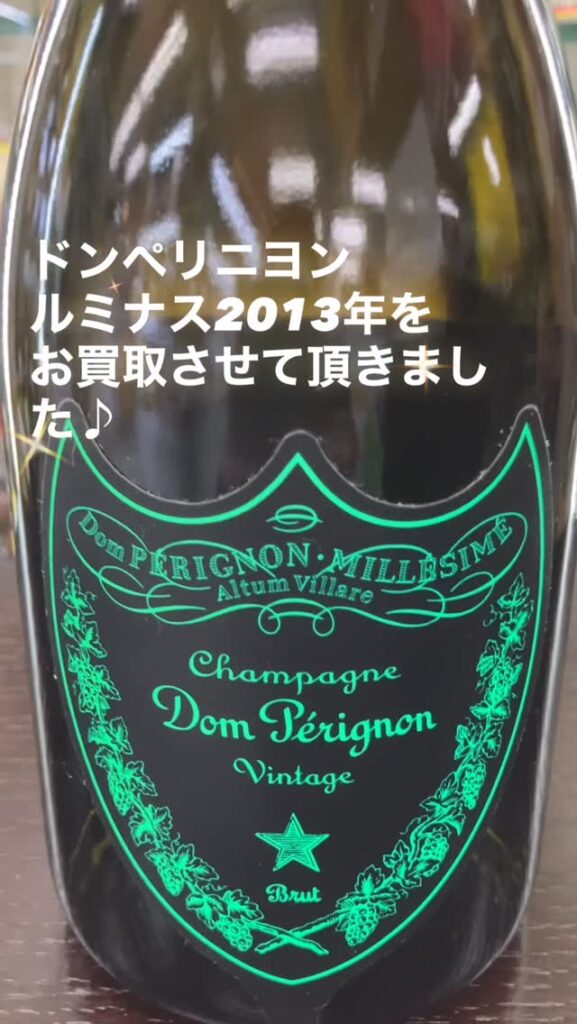 ドンペリニヨン
ルミナス2013年を
お買取させて頂きまし
た♪
Dom PERIGNON・MILLÉSIME
Altum Villare
Champagne
Dom Pérignon
Vintage
Brut